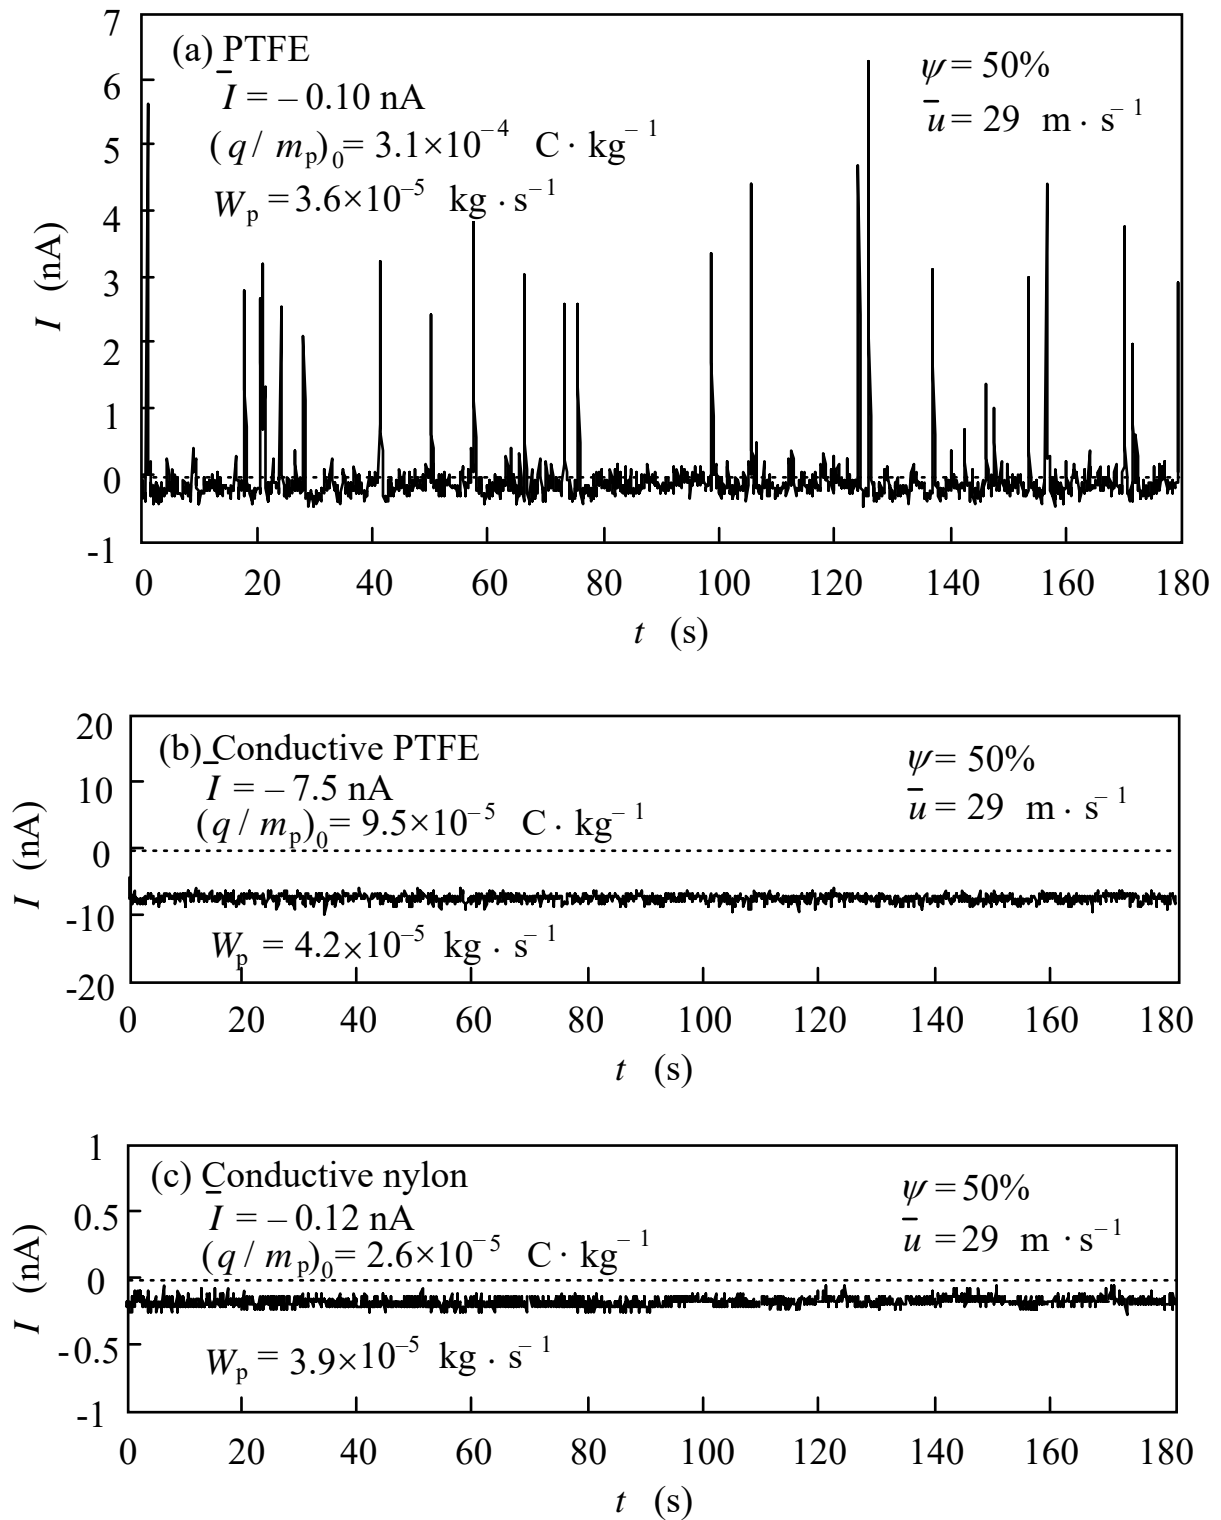 7
(a) PTFE
ψ = 50%
6
Ī = – 0.10 nA
ū = 29 m · s⁻¹
5
(q / mₚ)₀ = 3.1×10⁻⁴ C · kg⁻¹
4
Wₚ = 3.6×10⁻⁵ kg · s⁻¹
3
I (nA)
2
1
0
-1
0 20 40 60 80 100 120 140 160 180
t (s)
20
(b) Conductive PTFE
ψ = 50%
10
Ī = – 7.5 nA
ū = 29 m · s⁻¹
(q / mₚ)₀ = 9.5×10⁻⁵ C · kg⁻¹
0
I (nA)
-10
Wₚ = 4.2×10⁻⁵ kg · s⁻¹
-20
0 20 40 60 80 100 120 140 160 180
t (s)
1
(c) Conductive nylon
ψ = 50%
0.5
Ī = – 0.12 nA
ū = 29 m · s⁻¹
(q / mₚ)₀ = 2.6×10⁻⁵ C · kg⁻¹
0
I (nA)
-0.5
Wₚ = 3.9×10⁻⁵ kg · s⁻¹
-1
0 20 40 60 80 100 120 140 160 180
t (s)